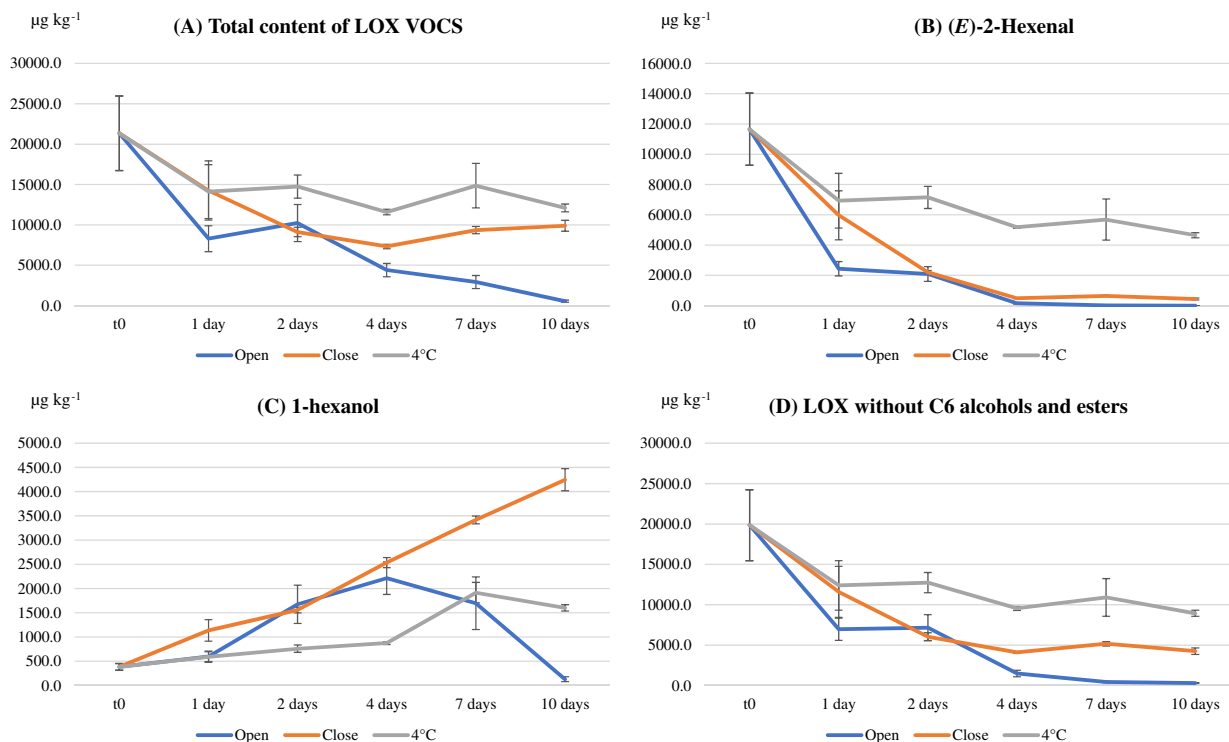 µg kg-1
(A) Total content of LOX VOCS
30000.0
25000.0
20000.0
15000.0
10000.0
5000.0
0.0
t0 1 day 2 days 4 days 7 days 10 days
Open Close 4°C
µg kg-1
(B) (E)-2-Hexenal
16000.0
14000.0
12000.0
10000.0
8000.0
6000.0
4000.0
2000.0
0.0
t0 1 day 2 days 4 days 7 days 10 days
Open Close 4°C
µg kg-1
(C) 1-hexanol
5000.0
4500.0
4000.0
3500.0
3000.0
2500.0
2000.0
1500.0
1000.0
500.0
0.0
t0 1 day 2 days 4 days 7 days 10 days
Open Close 4°C
µg kg-1
(D) LOX without C6 alcohols and esters
30000.0
25000.0
20000.0
15000.0
10000.0
5000.0
0.0
t0 1 day 2 days 4 days 7 days 10 days
Open Close 4°C